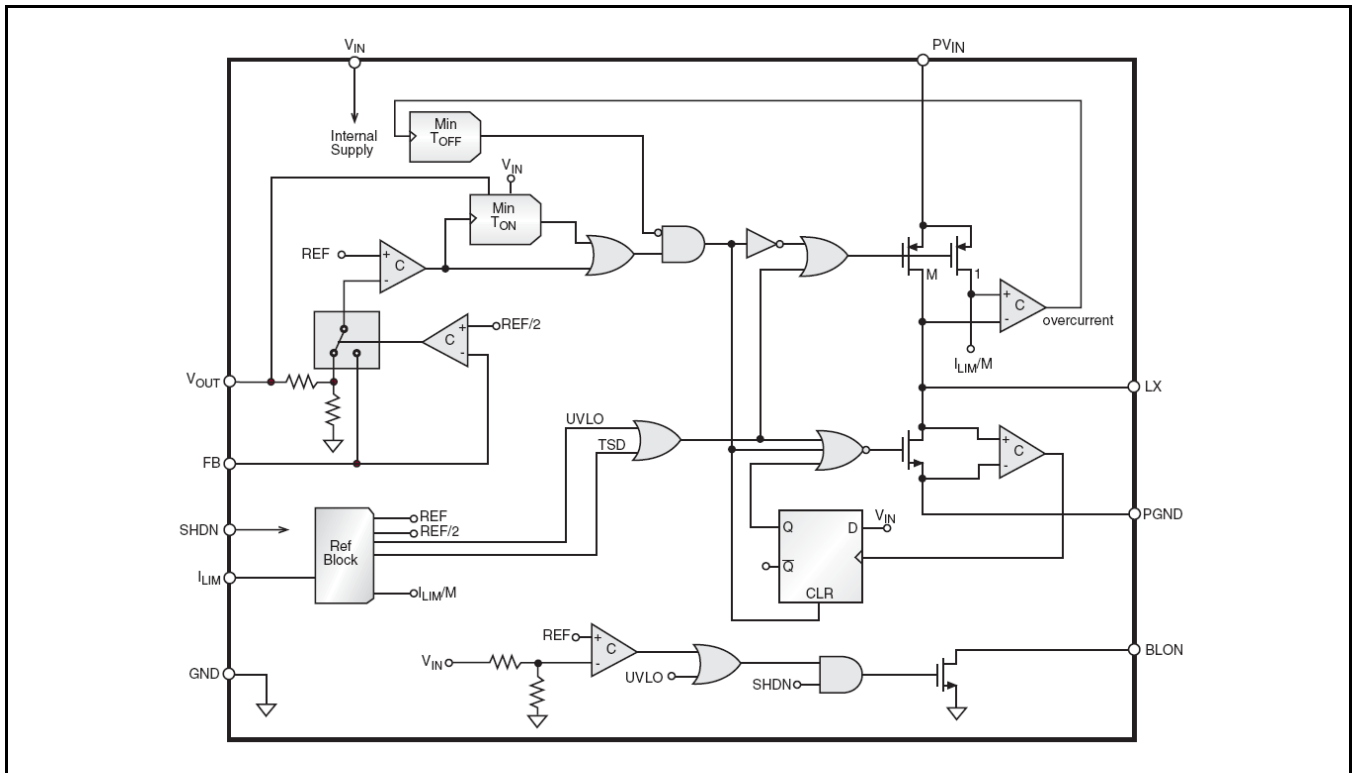 VIN
PVIN
Internal
Supply
Min
TOFF
VIN
Min
TON
REF
+
-
C
M
1
+
-
C
overcurrent
ILIM/M
C
+
-
REF/2
VOUT
LX
FB
UVLO
TSD
+
-
C
SHDN
PGND
ILIM
Ref
Block
REF
REF/2
ILIM/M
Q
D
VIN
Q̅
CLR
REF
+
-
C
VIN
UVLO
SHDN
BLON
GND